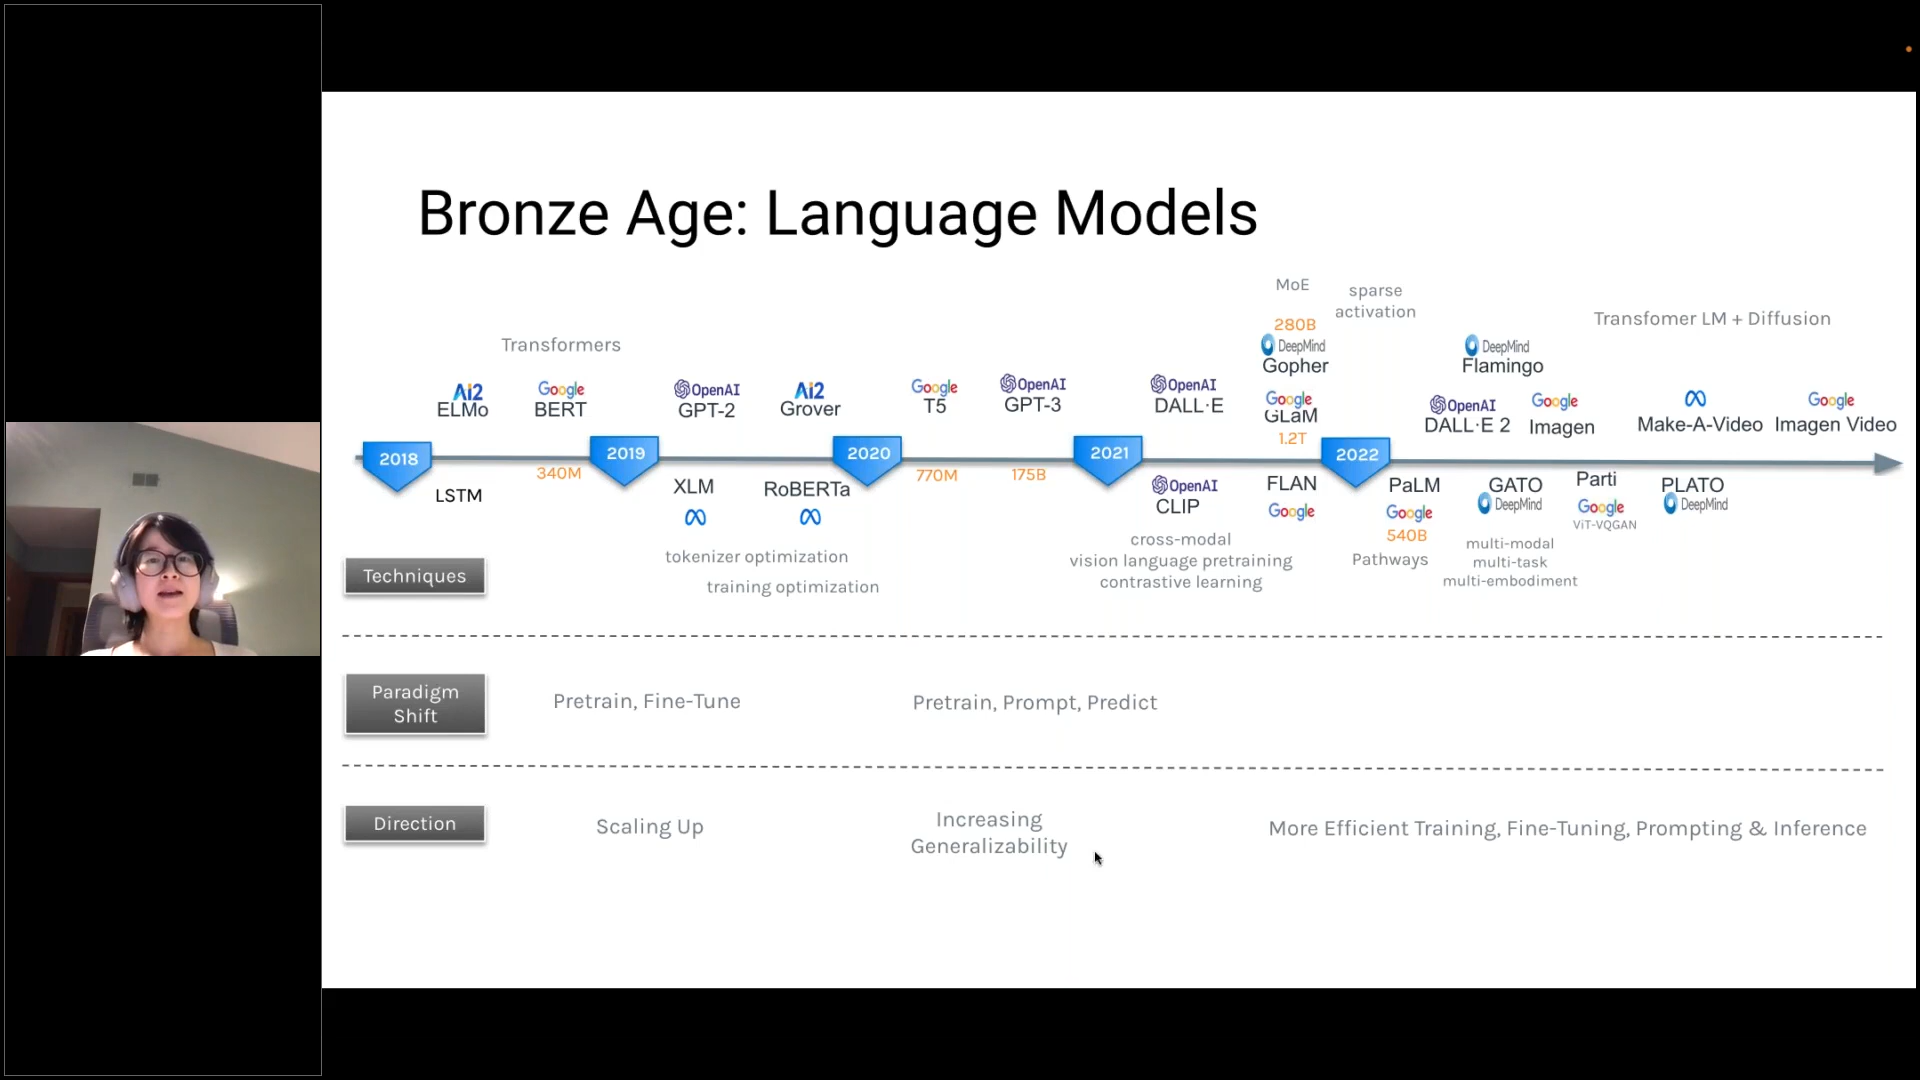 Bronze Age: Language Models
MoE
sparse
activation
280B
Transfomer LM + Diffusion
Transformers
DeepMind
Gopher
DeepMind
Flamingo
Ai2
ELMo
Google
BERT
OpenAI
GPT-2
Ai2
Grover
Google
T5
OpenAI
GPT-3
OpenAI
DALL·E
Google
GLaM
1.2T
OpenAI
DALL·E 2
Google
Imagen
Make-A-Video
Google
Imagen Video
2018
2019
2020
2021
2022
LSTM
340M
XLM
RoBERTa
770M
175B
OpenAI
CLIP
FLAN
Google
PaLM
Google
540B
GATO
DeepMind
Parti
Google
ViT-VQGAN
PLATO
DeepMind
Techniques
tokenizer optimization
training optimization
cross-modal
vision language pretraining
contrastive learning
Pathways
multi-modal
multi-task
multi-embodiment
Paradigm
Shift
Pretrain, Fine-Tune
Pretrain, Prompt, Predict
Direction
Scaling Up
Increasing
Generalizability
More Efficient Training, Fine-Tuning, Prompting & Inference